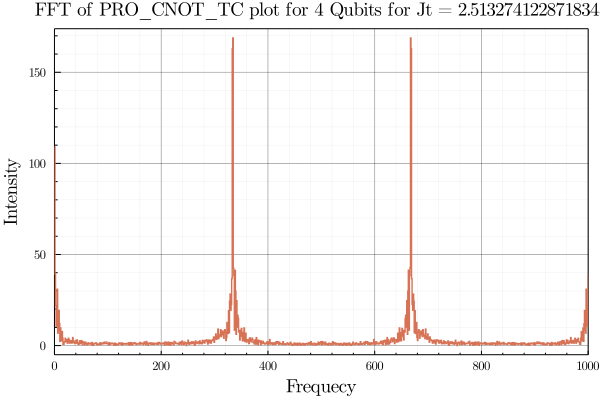 FFT of PRO_CNOT_TC plot for 4 Qubits for Jt = 2.513274122871834
Intensity
150
100
50
0
0 200 400 600 800 1000
Frequecy